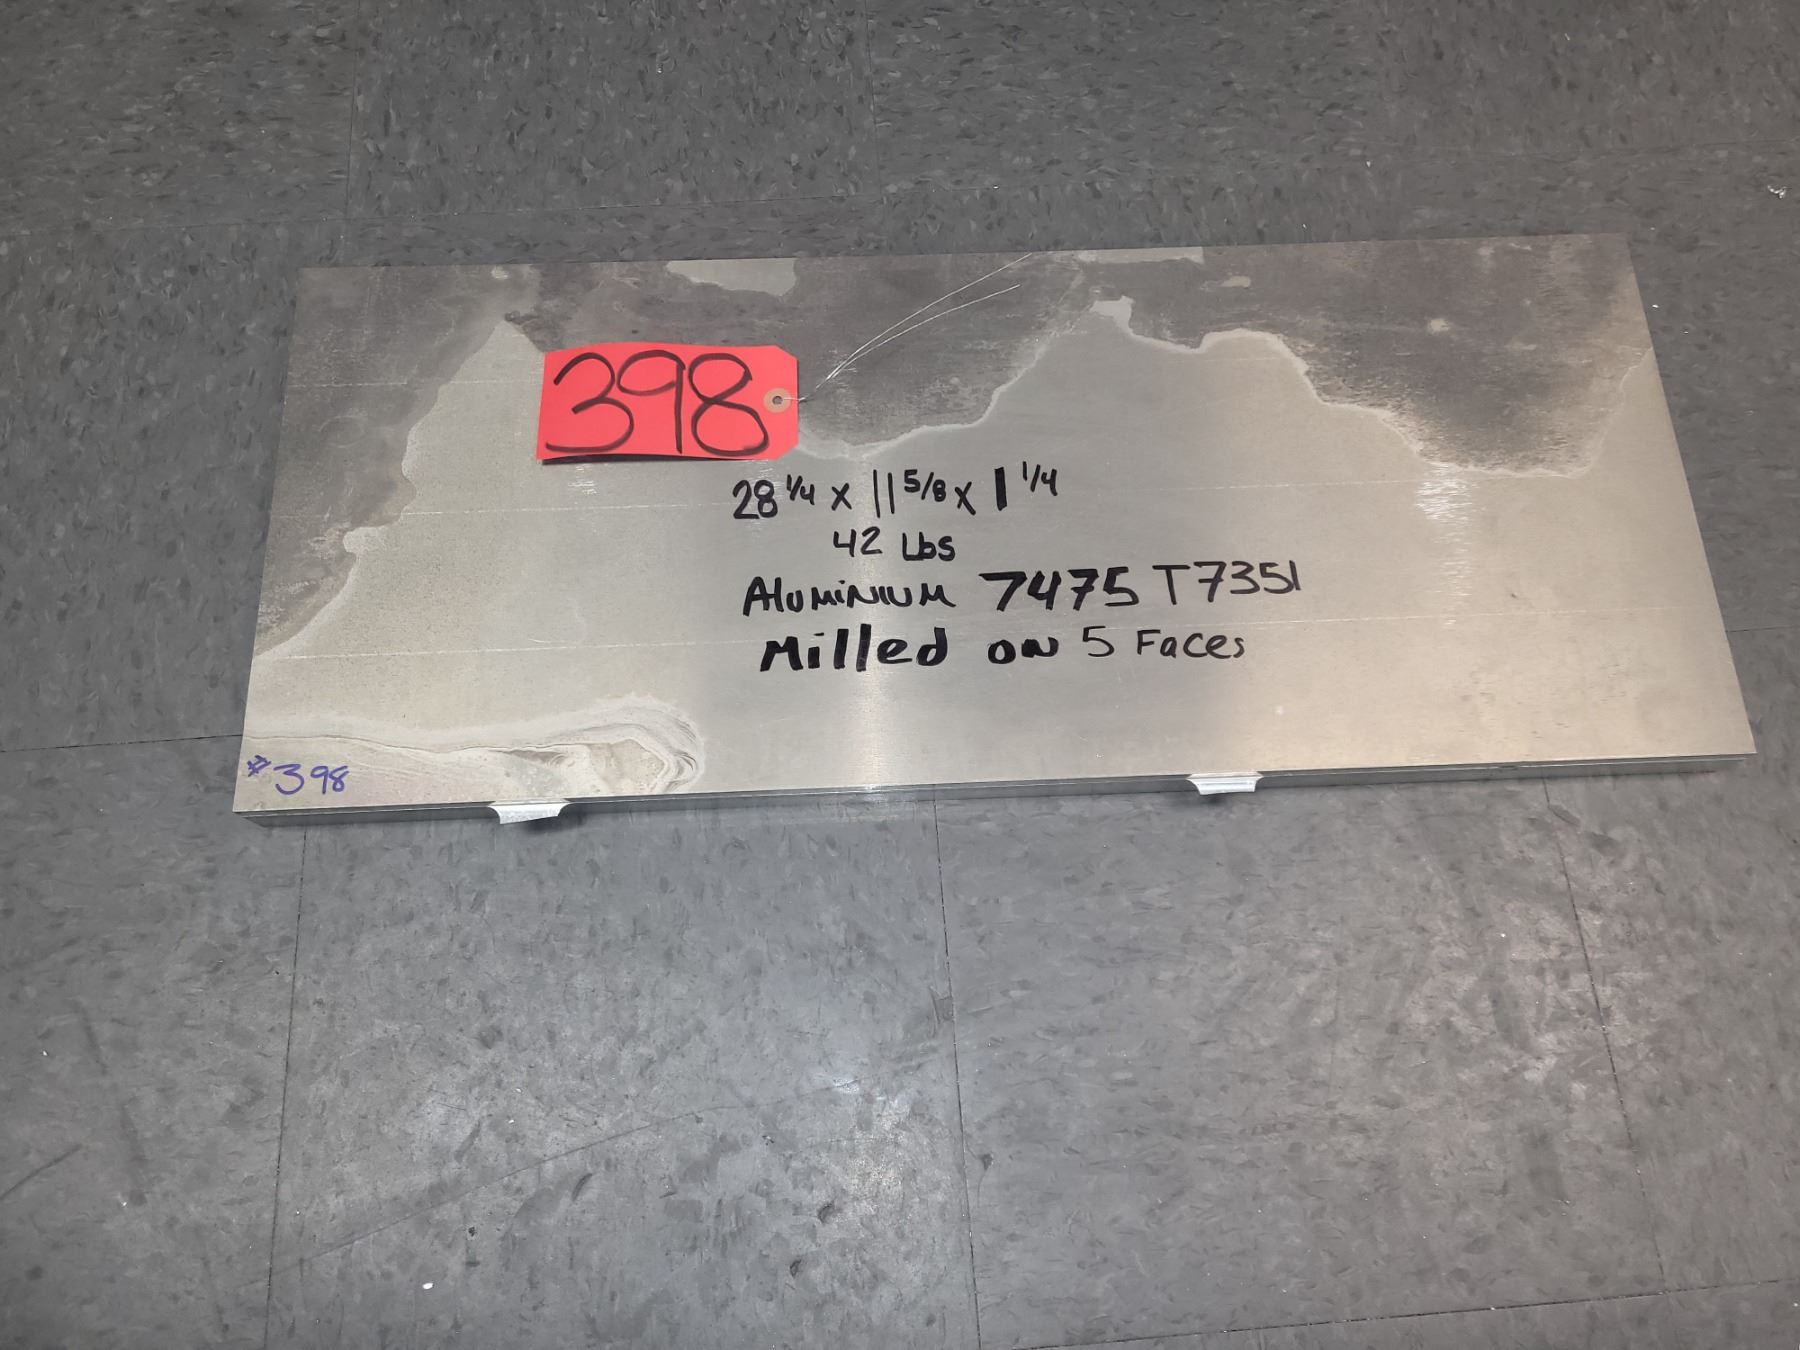 398
28 1/4 x 11 5/8 x 1 1/4
42 Lbs
Aluminium 7475 T7351
Milled on 5 Faces
#398